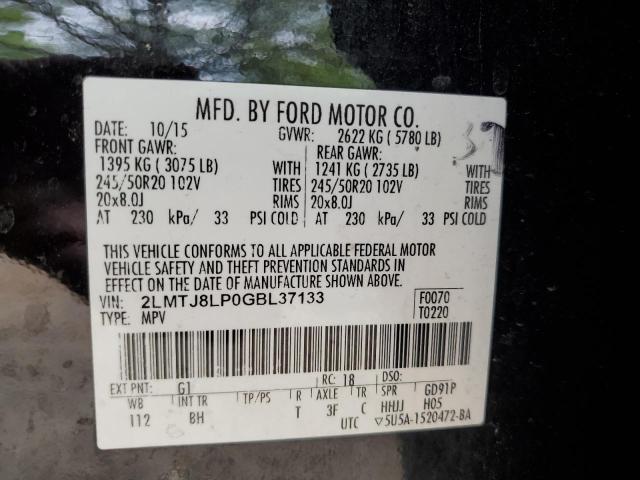 MFD. BY FORD MOTOR CO.
DATE: 10/15 GVWR: 2622 KG ( 5780 LB)
FRONT GAWR: REAR GAWR:
1395 KG ( 3075 LB) WITH 1241 KG ( 2735 LB) WITH
245/50R20 102V TIRES 245/50R20 102V TIRES
20x8.0J RIMS 20x8.0J RIMS
AT 230 kPa/ 33 PSI COLD AT 230 kPa/ 33 PSI COLD
THIS VEHICLE CONFORMS TO ALL APPLICABLE FEDERAL MOTOR
VEHICLE SAFETY AND THEFT PREVENTION STANDARDS IN
EFFECT ON THE DATE OF MANUFACTURE SHOWN ABOVE.
VIN: 2LMTJ8LP0GBL37133 F0070
TYPE: MPV T0220
EXT PNT: G1 RC: 18 DSO:
WB INT TR TP/PS R AXLE TR SPR GD91P
112 BH T 3F C HHJJ H05
UTC ▽5U5A-1520472-BA